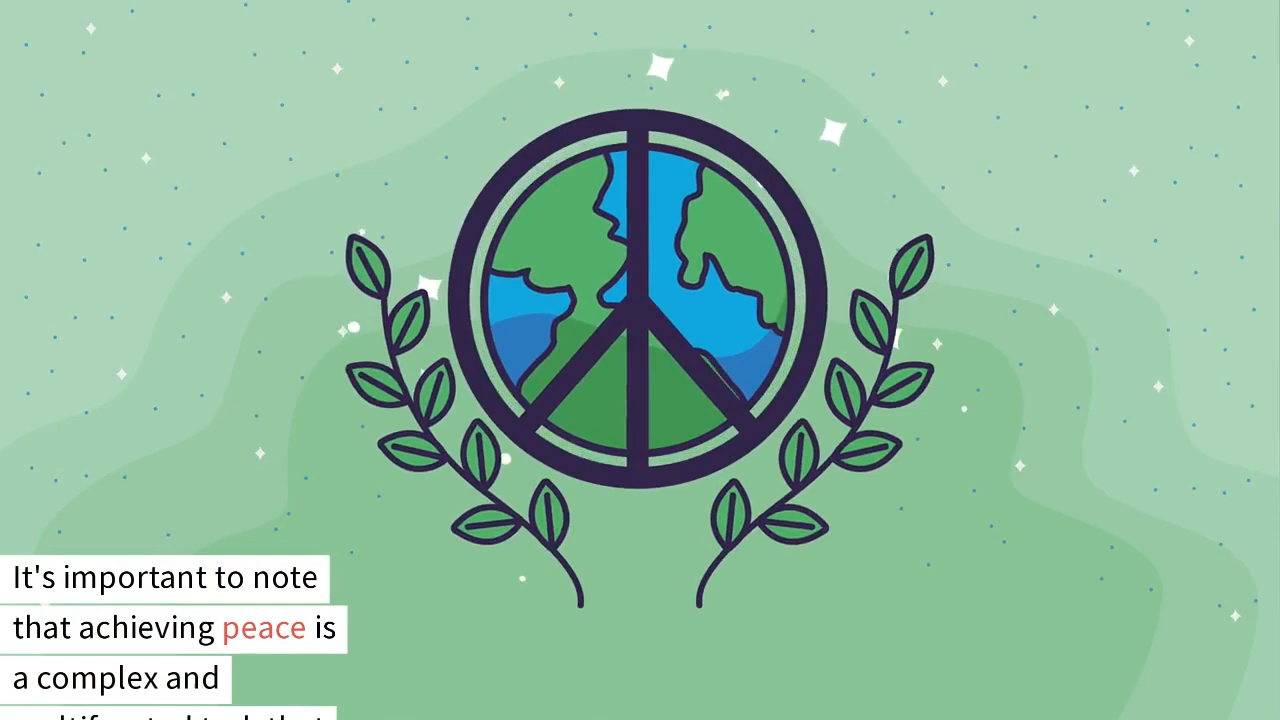 It's important to note
that achieving peace is
a complex and